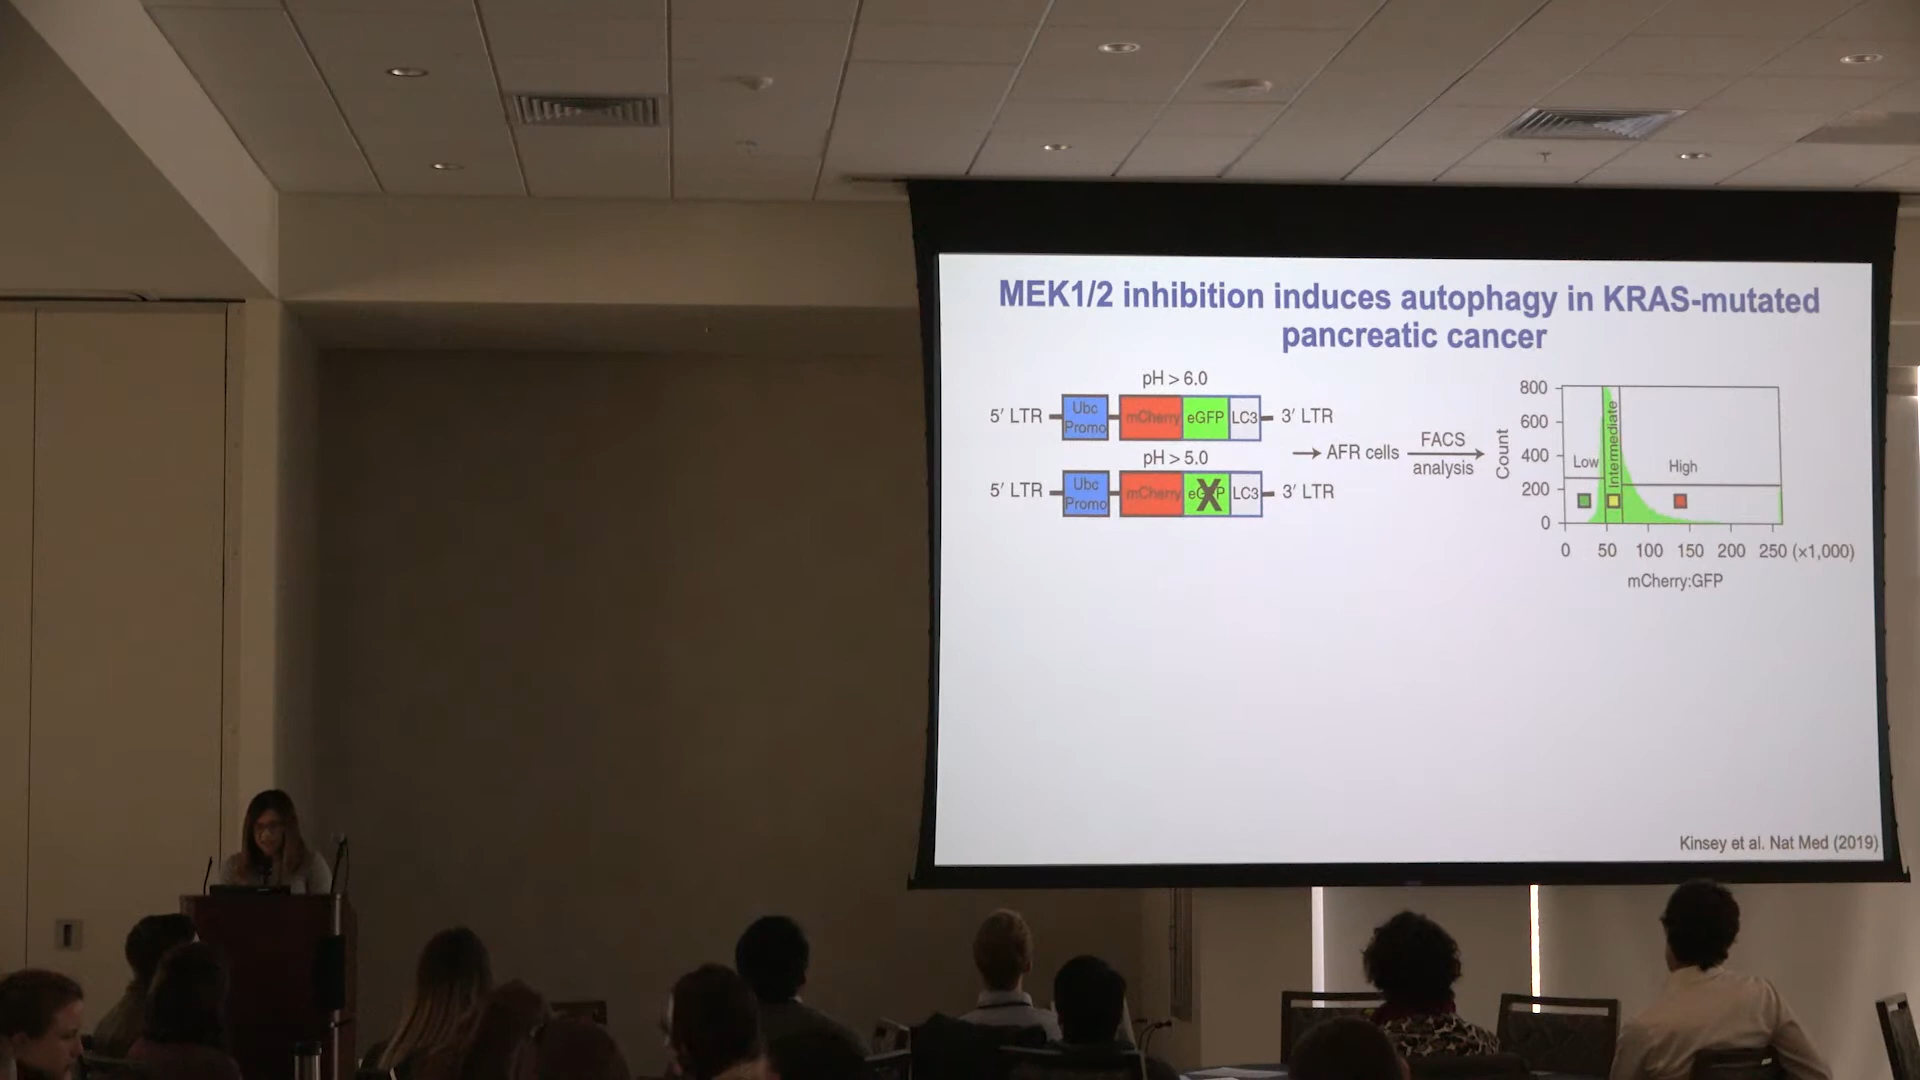 MEK1/2 inhibition induces autophagy in KRAS-mutated
pancreatic cancer
pH > 6.0
5′ LTR
Ubc
Promo
mCherry
eGFP
LC3
3′ LTR
pH > 5.0
5′ LTR
Ubc
Promo
mCherry
eGFP
X
LC3
3′ LTR
AFR cells
FACS
analysis
Count
800
600
400
200
0
Low
Intermediate
High
0 50 100 150 200 250 (×1,000)
mCherry:GFP
Kinsey et al. Nat Med (2019)